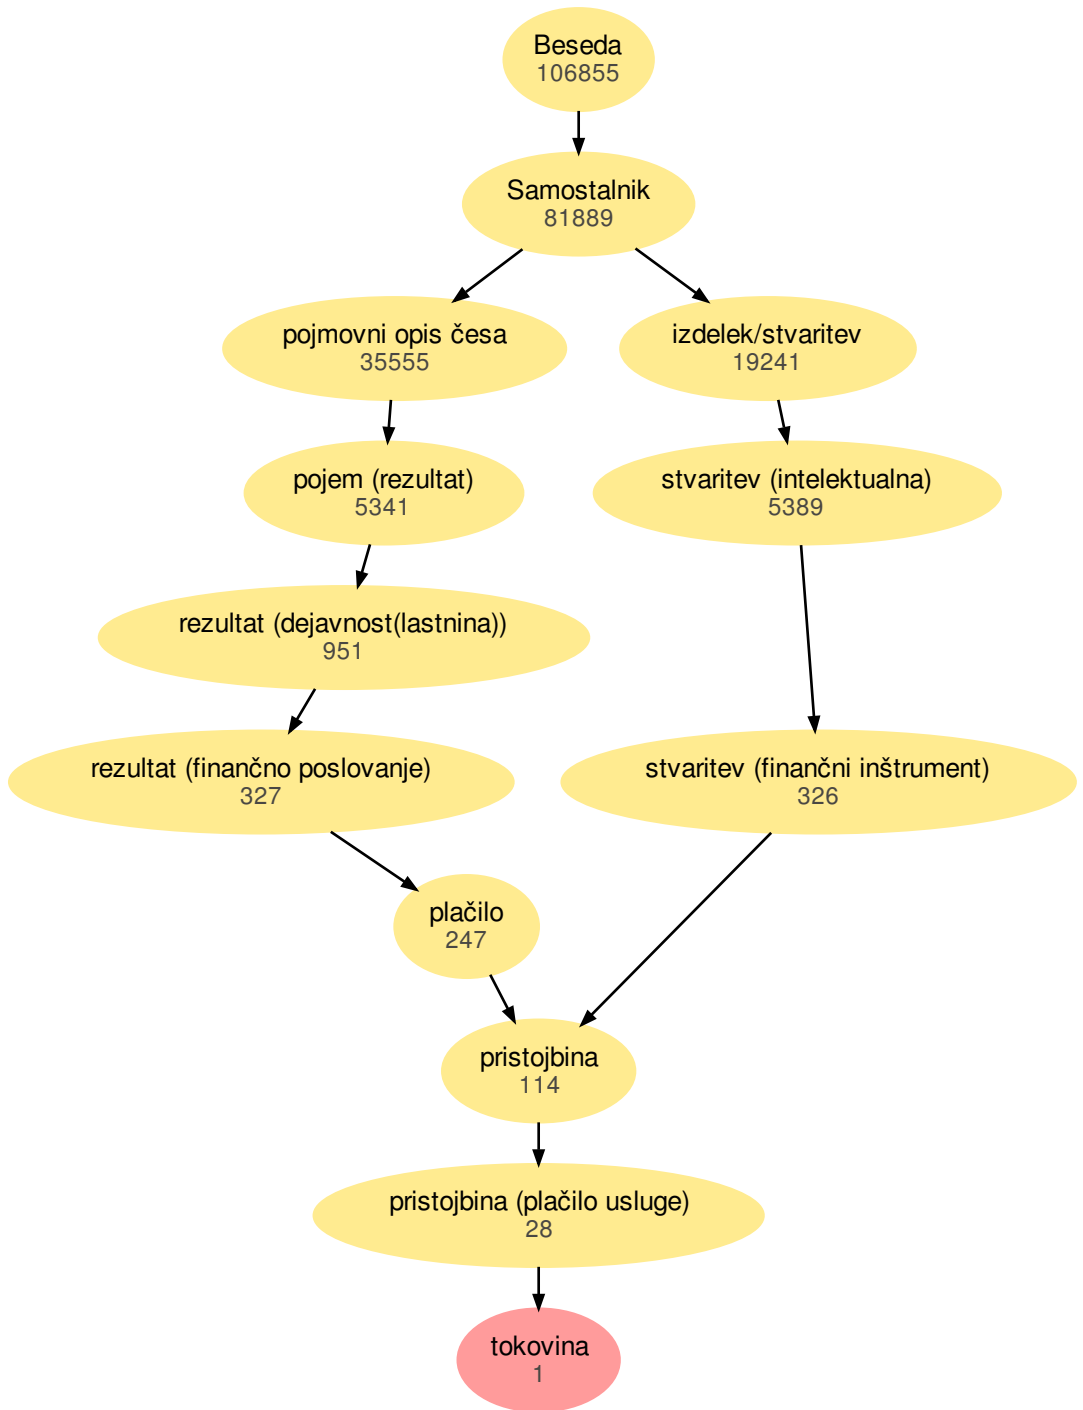 Beseda
106855
Samostalnik
81889
pojmovni opis česa
35555
izdelek/stvaritev
19241
pojem (rezultat)
5341
stvaritev (intelektualna)
5389
rezultat (dejavnost(lastnina))
951
rezultat (finančno poslovanje)
327
stvaritev (finančni inštrument)
326
plačilo
247
pristojbina
114
pristojbina (plačilo usluge)
28
tokovina
1